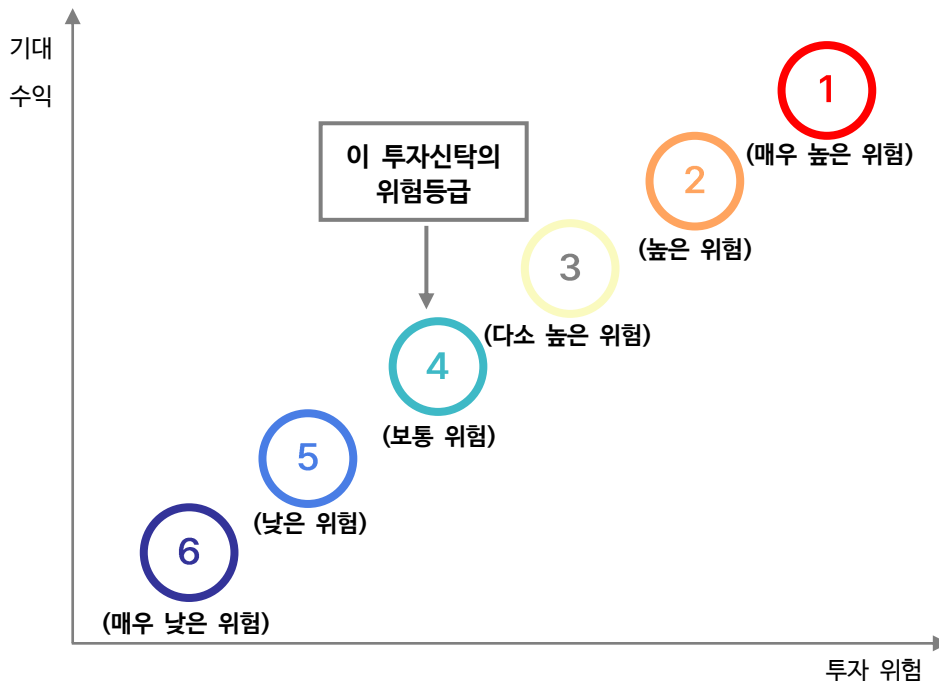 기대
수익
1
(매우 높은 위험)
이 투자신탁의
위험등급
2
(높은 위험)
3
(다소 높은 위험)
4
(보통 위험)
5
(낮은 위험)
6
(매우 낮은 위험)
투자 위험